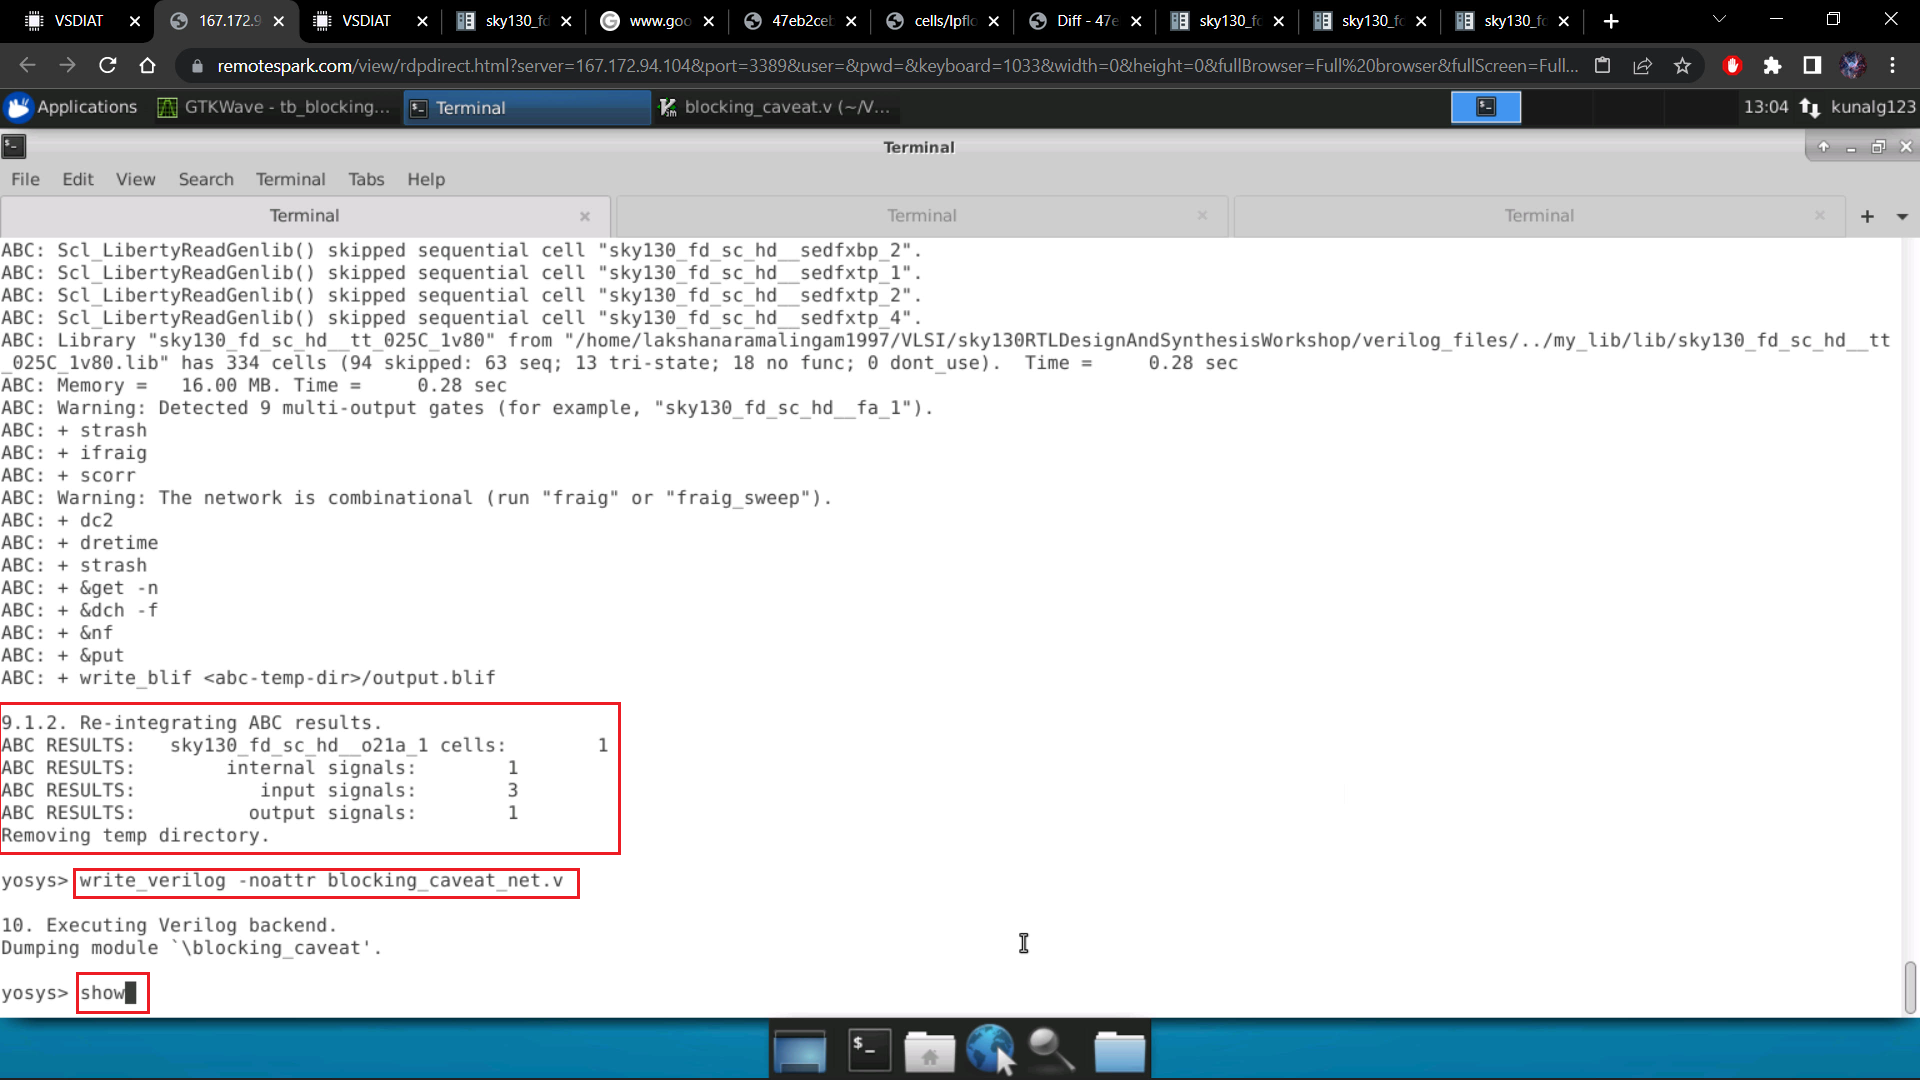 VSDIAT
167.172.9
VSDIAT
sky130_fd
www.goo
47eb2ceb
cells/lpflo
Diff - 47e
sky130_fd
sky130_fd
sky130_fd
remotespark.com/view/rdpdirect.html?server=167.172.94.104&port=3389&user=&pwd=&keyboard=1033&width=0&height=0&fullBrowser=Full%20browser&fullScreen=Full...
Applications
GTKWave - tb_blocking...
Terminal
blocking_caveat.v (~/V...
13:04
kunalg123
Terminal
File Edit View Search Terminal Tabs Help
Terminal
Terminal
Terminal
ABC: Scl_LibertyReadGenlib() skipped sequential cell "sky130_fd_sc_hd__sedfxbp_2".
ABC: Scl_LibertyReadGenlib() skipped sequential cell "sky130_fd_sc_hd__sedfxtp_1".
ABC: Scl_LibertyReadGenlib() skipped sequential cell "sky130_fd_sc_hd__sedfxtp_2".
ABC: Scl_LibertyReadGenlib() skipped sequential cell "sky130_fd_sc_hd__sedfxtp_4".
ABC: Library "sky130_fd_sc_hd__tt_025C_1v80" from "/home/lakshanaramalingam1997/VLSI/sky130RTLDesignAndSynthesisWorkshop/verilog_files/../my_lib/lib/sky130_fd_sc_hd__tt
_025C_1v80.lib" has 334 cells (94 skipped: 63 seq; 13 tri-state; 18 no func; 0 dont_use).  Time =     0.28 sec
ABC: Memory =   16.00 MB. Time =     0.28 sec
ABC: Warning: Detected 9 multi-output gates (for example, "sky130_fd_sc_hd__fa_1").
ABC: + strash
ABC: + ifraig
ABC: + scorr
ABC: Warning: The network is combinational (run "fraig" or "fraig_sweep").
ABC: + dc2
ABC: + dretime
ABC: + strash
ABC: + &get -n
ABC: + &dch -f
ABC: + &nf
ABC: + &put
ABC: + write_blif <abc-temp-dir>/output.blif
9.1.2. Re-integrating ABC results.
ABC RESULTS:   sky130_fd_sc_hd__o21a_1 cells:        1
ABC RESULTS:        internal signals:        1
ABC RESULTS:           input signals:        3
ABC RESULTS:          output signals:        1
Removing temp directory.
yosys> write_verilog -noattr blocking_caveat_net.v
10. Executing Verilog backend.
Dumping module `\blocking_caveat'.
yosys> show